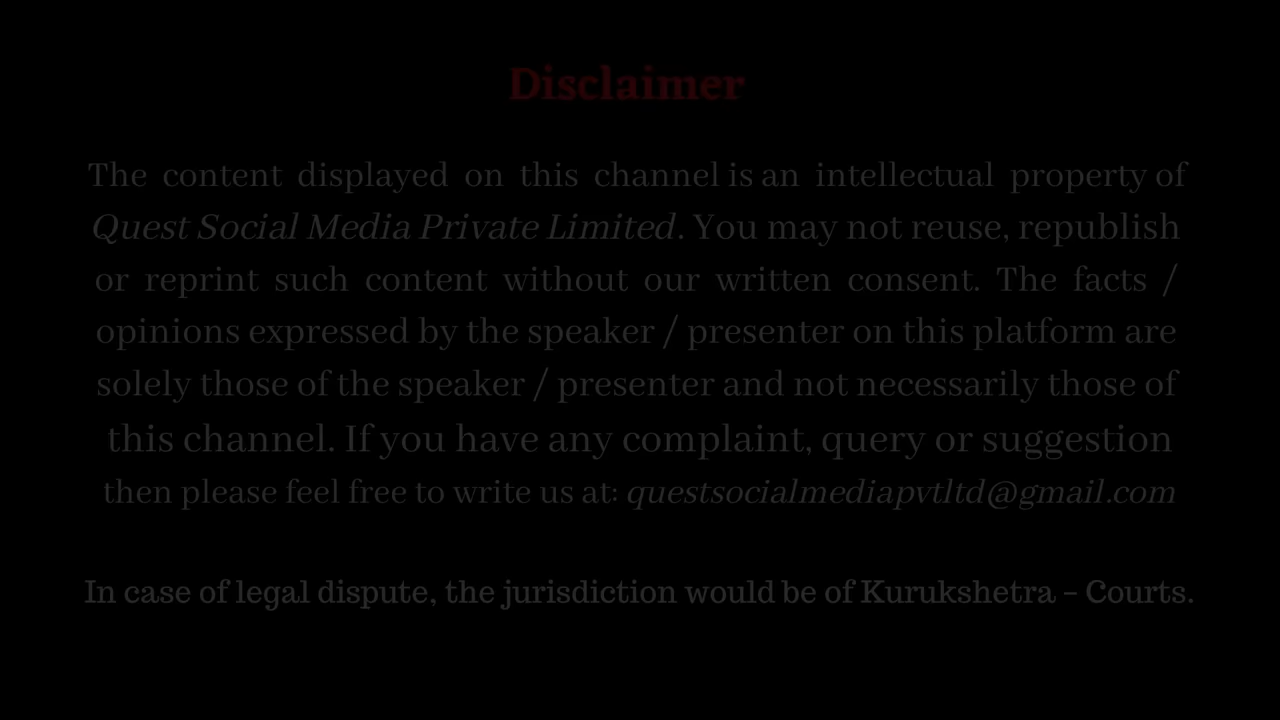 Disclaimer
The content displayed on this channel is an intellectual property of
Quest Social Media Private Limited. You may not reuse, republish
or reprint such content without our written consent. The facts /
opinions expressed by the speaker / presenter on this platform are
solely those of the speaker / presenter and not necessarily those of
this channel. If you have any complaint, query or suggestion
then please feel free to write us at: questsocialmediapvtltd@gmail.com
In case of legal dispute, the jurisdiction would be of Kurukshetra – Courts.